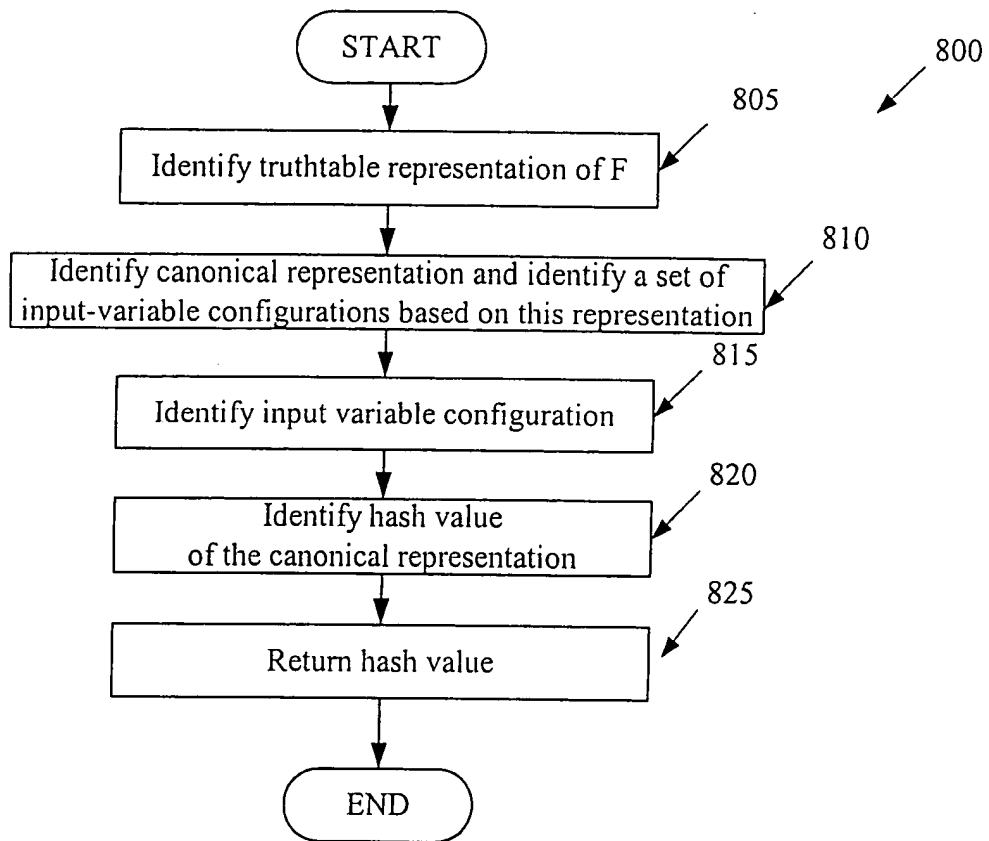 START
800
805
Identify truthtable representation of F
810
Identify canonical representation and identify a set of
input-variable configurations based on this representation
815
Identify input variable configuration
820
Identify hash value
of the canonical representation
825
Return hash value
END